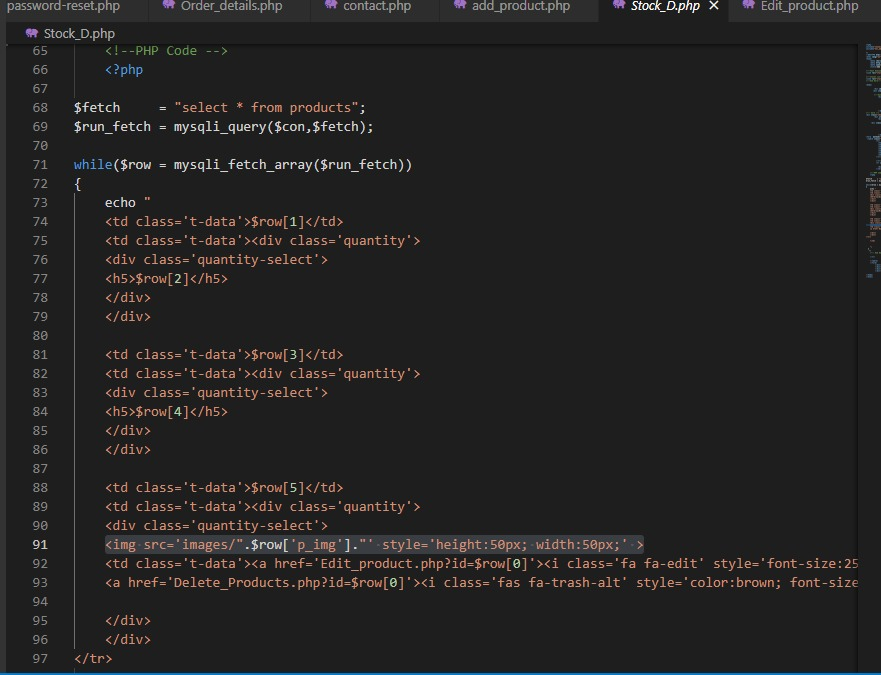 password-reset.php Order_details.php contact.php add_product.php Stock_D.php × Edit_product.php
Stock_D.php
65 <!--PHP Code -->
66 <?php
67
68 $fetch     = "select * from products";
69 $run_fetch = mysqli_query($con,$fetch);
70
71 while($row = mysqli_fetch_array($run_fetch))
72 {
73     echo "
74     <td class='t-data'>$row[1]</td>
75     <td class='t-data'><div class='quantity'>
76     <div class='quantity-select'>
77     <h5>$row[2]</h5>
78     </div>
79     </div>
80
81     <td class='t-data'>$row[3]</td>
82     <td class='t-data'><div class='quantity'>
83     <div class='quantity-select'>
84     <h5>$row[4]</h5>
85     </div>
86     </div>
87
88     <td class='t-data'>$row[5]</td>
89     <td class='t-data'><div class='quantity'>
90     <div class='quantity-select'>
91     <img src='images/".$row['p_img']."' style='height:50px; width:50px;' >
92     <td class='t-data'><a href='Edit_product.php?id=$row[0]'><i class='fa fa-edit' style='font-size:25
93     <a href='Delete_Products.php?id=$row[0]'><i class='fas fa-trash-alt' style='color:brown; font-size
94
95     </div>
96     </div>
97 </tr>